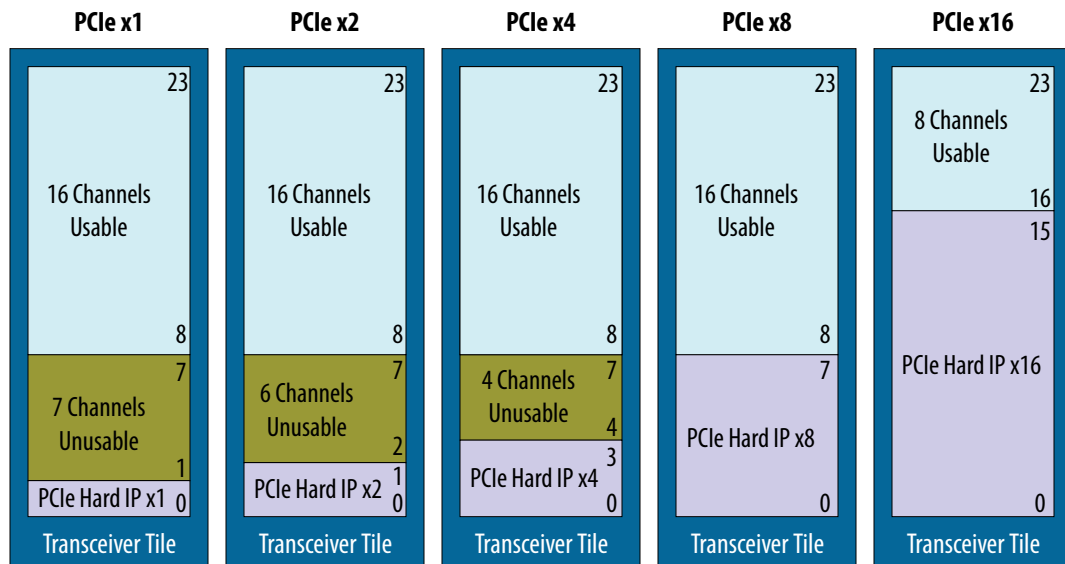 PCIe x1
23
16 Channels
Usable
8
7
7 Channels
Unusable
1
PCIe Hard IP x1
0
Transceiver Tile
PCIe x2
23
16 Channels
Usable
8
7
6 Channels
Unusable
2
1
PCIe Hard IP x2
0
Transceiver Tile
PCIe x4
23
16 Channels
Usable
8
7
4 Channels
Unusable
4
3
PCIe Hard IP x4
0
Transceiver Tile
PCIe x8
23
16 Channels
Usable
8
7
PCIe Hard IP x8
0
Transceiver Tile
PCIe x16
23
8 Channels
Usable
16
15
PCIe Hard IP x16
0
Transceiver Tile